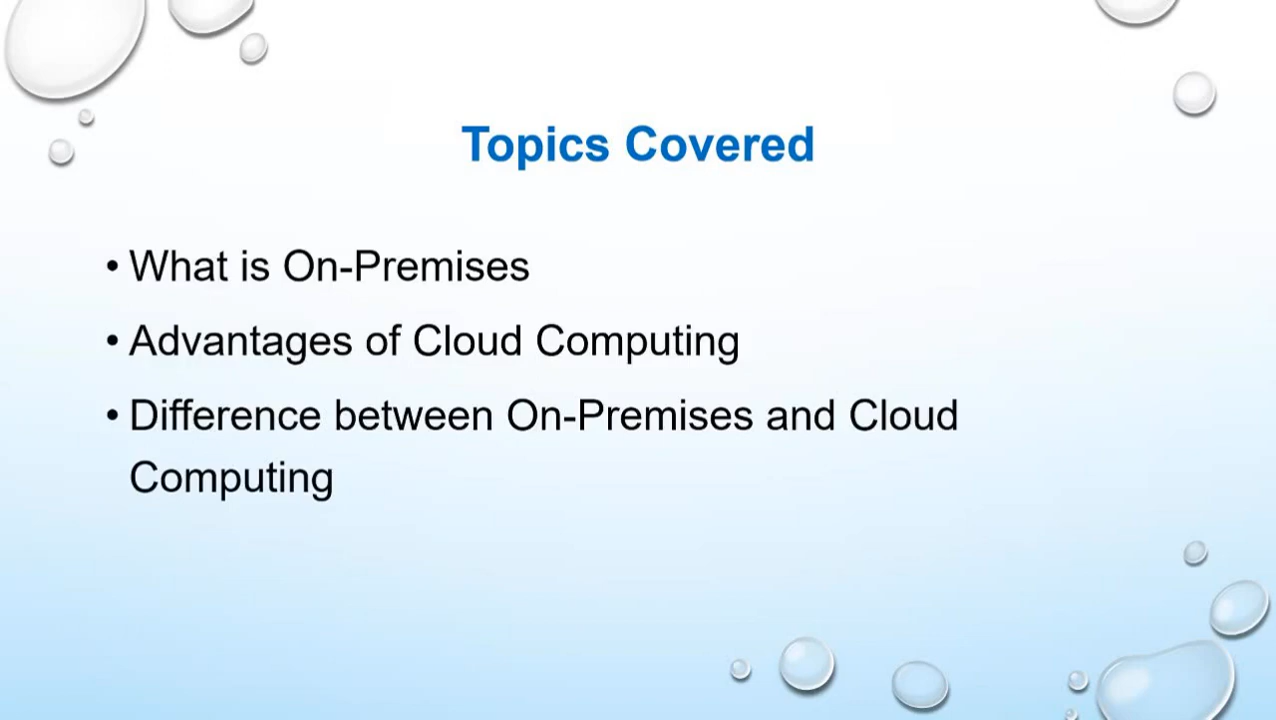 Topics Covered
• What is On-Premises
• Advantages of Cloud Computing
• Difference between On-Premises and Cloud
Computing